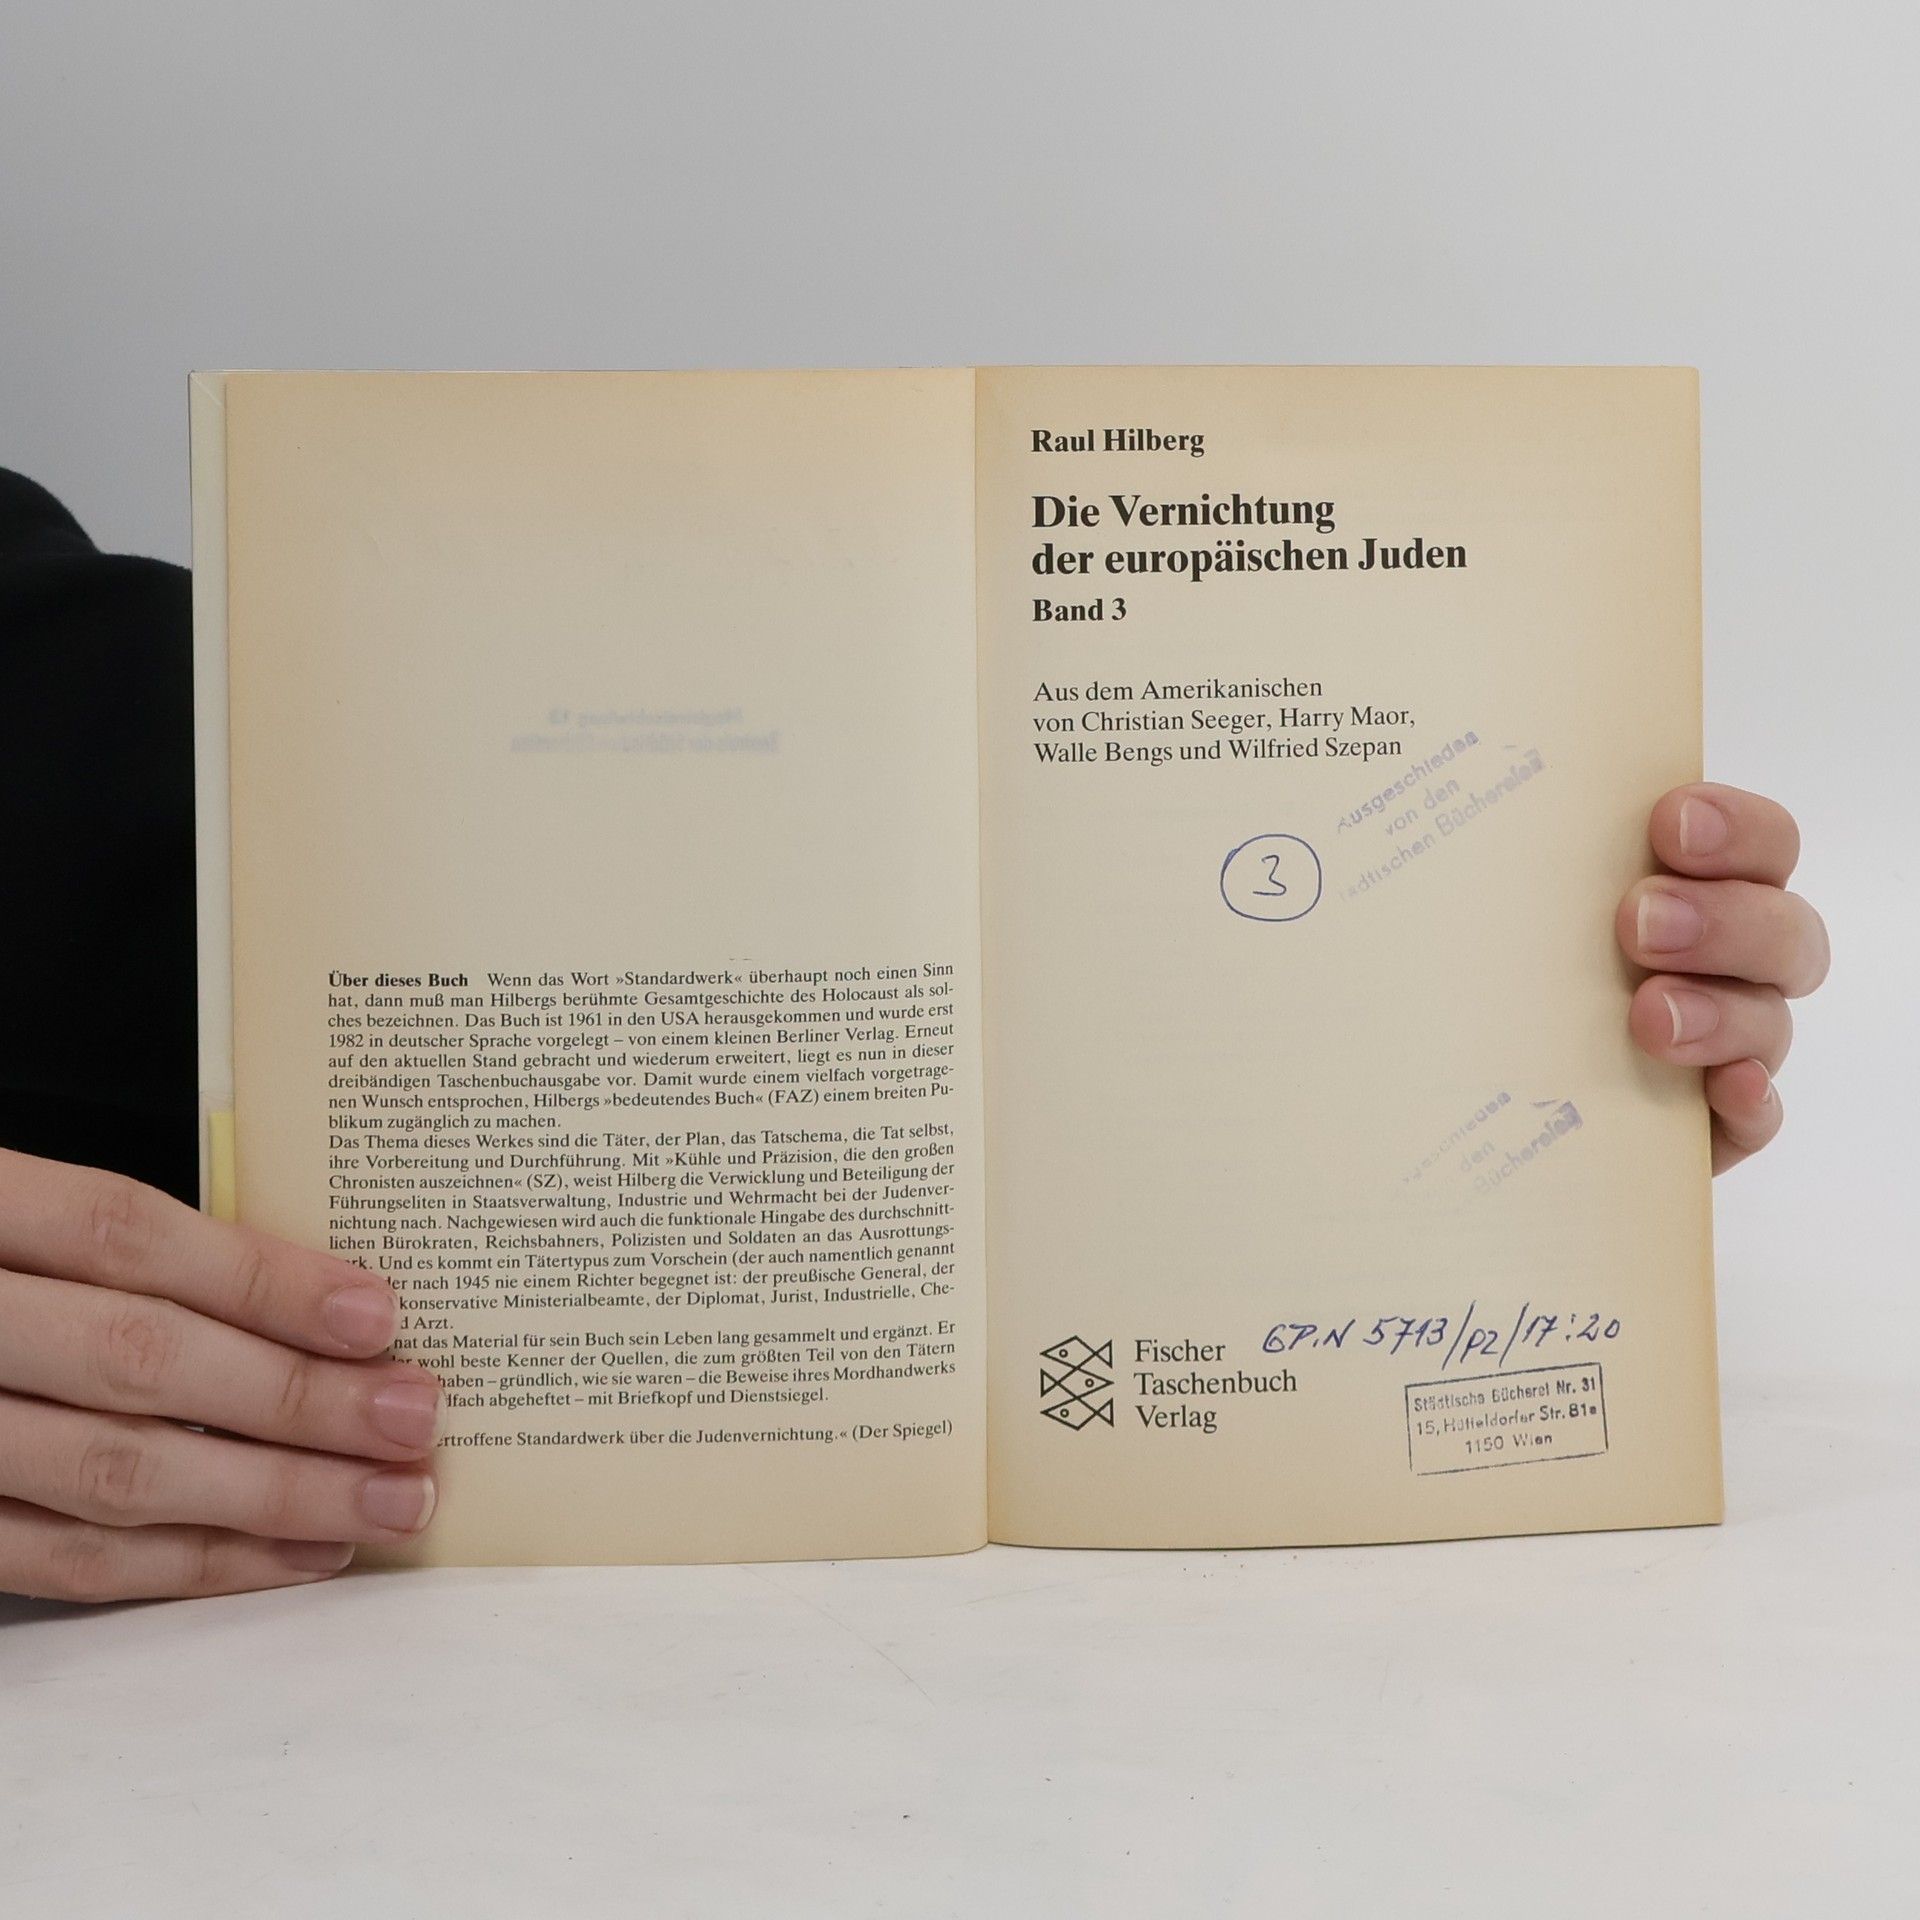 Über dieses Buch Wenn das Wort »Standardwerk« überhaupt noch einen Sinn
hat, dann muß man Hilbergs berühmte Gesamtgeschichte des Holocaust als sol-
ches bezeichnen. Das Buch ist 1961 in den USA herausgekommen und wurde erst
1982 in deutscher Sprache vorgelegt – von einem kleinen Berliner Verlag. Erneut
auf den aktuellen Stand gebracht und wiederum erweitert, liegt es nun in dieser
dreibändigen Taschenbuchausgabe vor. Damit wurde einem vielfach vorgetrage-
nen Wunsch entsprochen, Hilbergs »bedeutendes Buch« (FAZ) einem breiten Pu-
blikum zugänglich zu machen.
Das Thema dieses Werkes sind die Täter, der Plan, das Tatschema, die Tat selbst,
ihre Vorbereitung und Durchführung. Mit »Kühle und Präzision, die den großen
Chronisten auszeichnen« (SZ), weist Hilberg die Verwicklung und Beteiligung der
Führungseliten in Staatsverwaltung, Industrie und Wehrmacht bei der Judenver-
nichtung nach. Nachgewiesen wird auch die funktionale Hingabe des durchschnitt-
lichen Bürokraten, Reichsbahners, Polizisten und Soldaten an das Ausrottungs-
rk. Und es kommt ein Tätertypus zum Vorschein (der auch namentlich genannt
der nach 1945 nie einem Richter begegnet ist: der preußische General, der
konservative Ministerialbeamte, der Diplomat, Jurist, Industrielle, Che-
d Arzt.
hat das Material für sein Buch sein Leben lang gesammelt und ergänzt. Er
wohl beste Kenner der Quellen, die zum größten Teil von den Tätern
haben – gründlich, wie sie waren – die Beweise ihres Mordhandwerks
lfach abgeheftet – mit Briefkopf und Dienstsiegel.
ertroffene Standardwerk über die Judenvernichtung.« (Der Spiegel)
Raul Hilberg
Die Vernichtung
der europäischen Juden
Band 3
Aus dem Amerikanischen
von Christian Seeger, Harry Maor,
Walle Bengs und Wilfried Szepan
Ausgeschieden
von den
ädtischen Büchereien
3
den
Büchereien
GP.N 5713/PZ/17:20
Fischer
Taschenbuch
Verlag
Städtische Bücherei Nr. 31
15, Hütteldorfer Str. 81a
1150 Wien